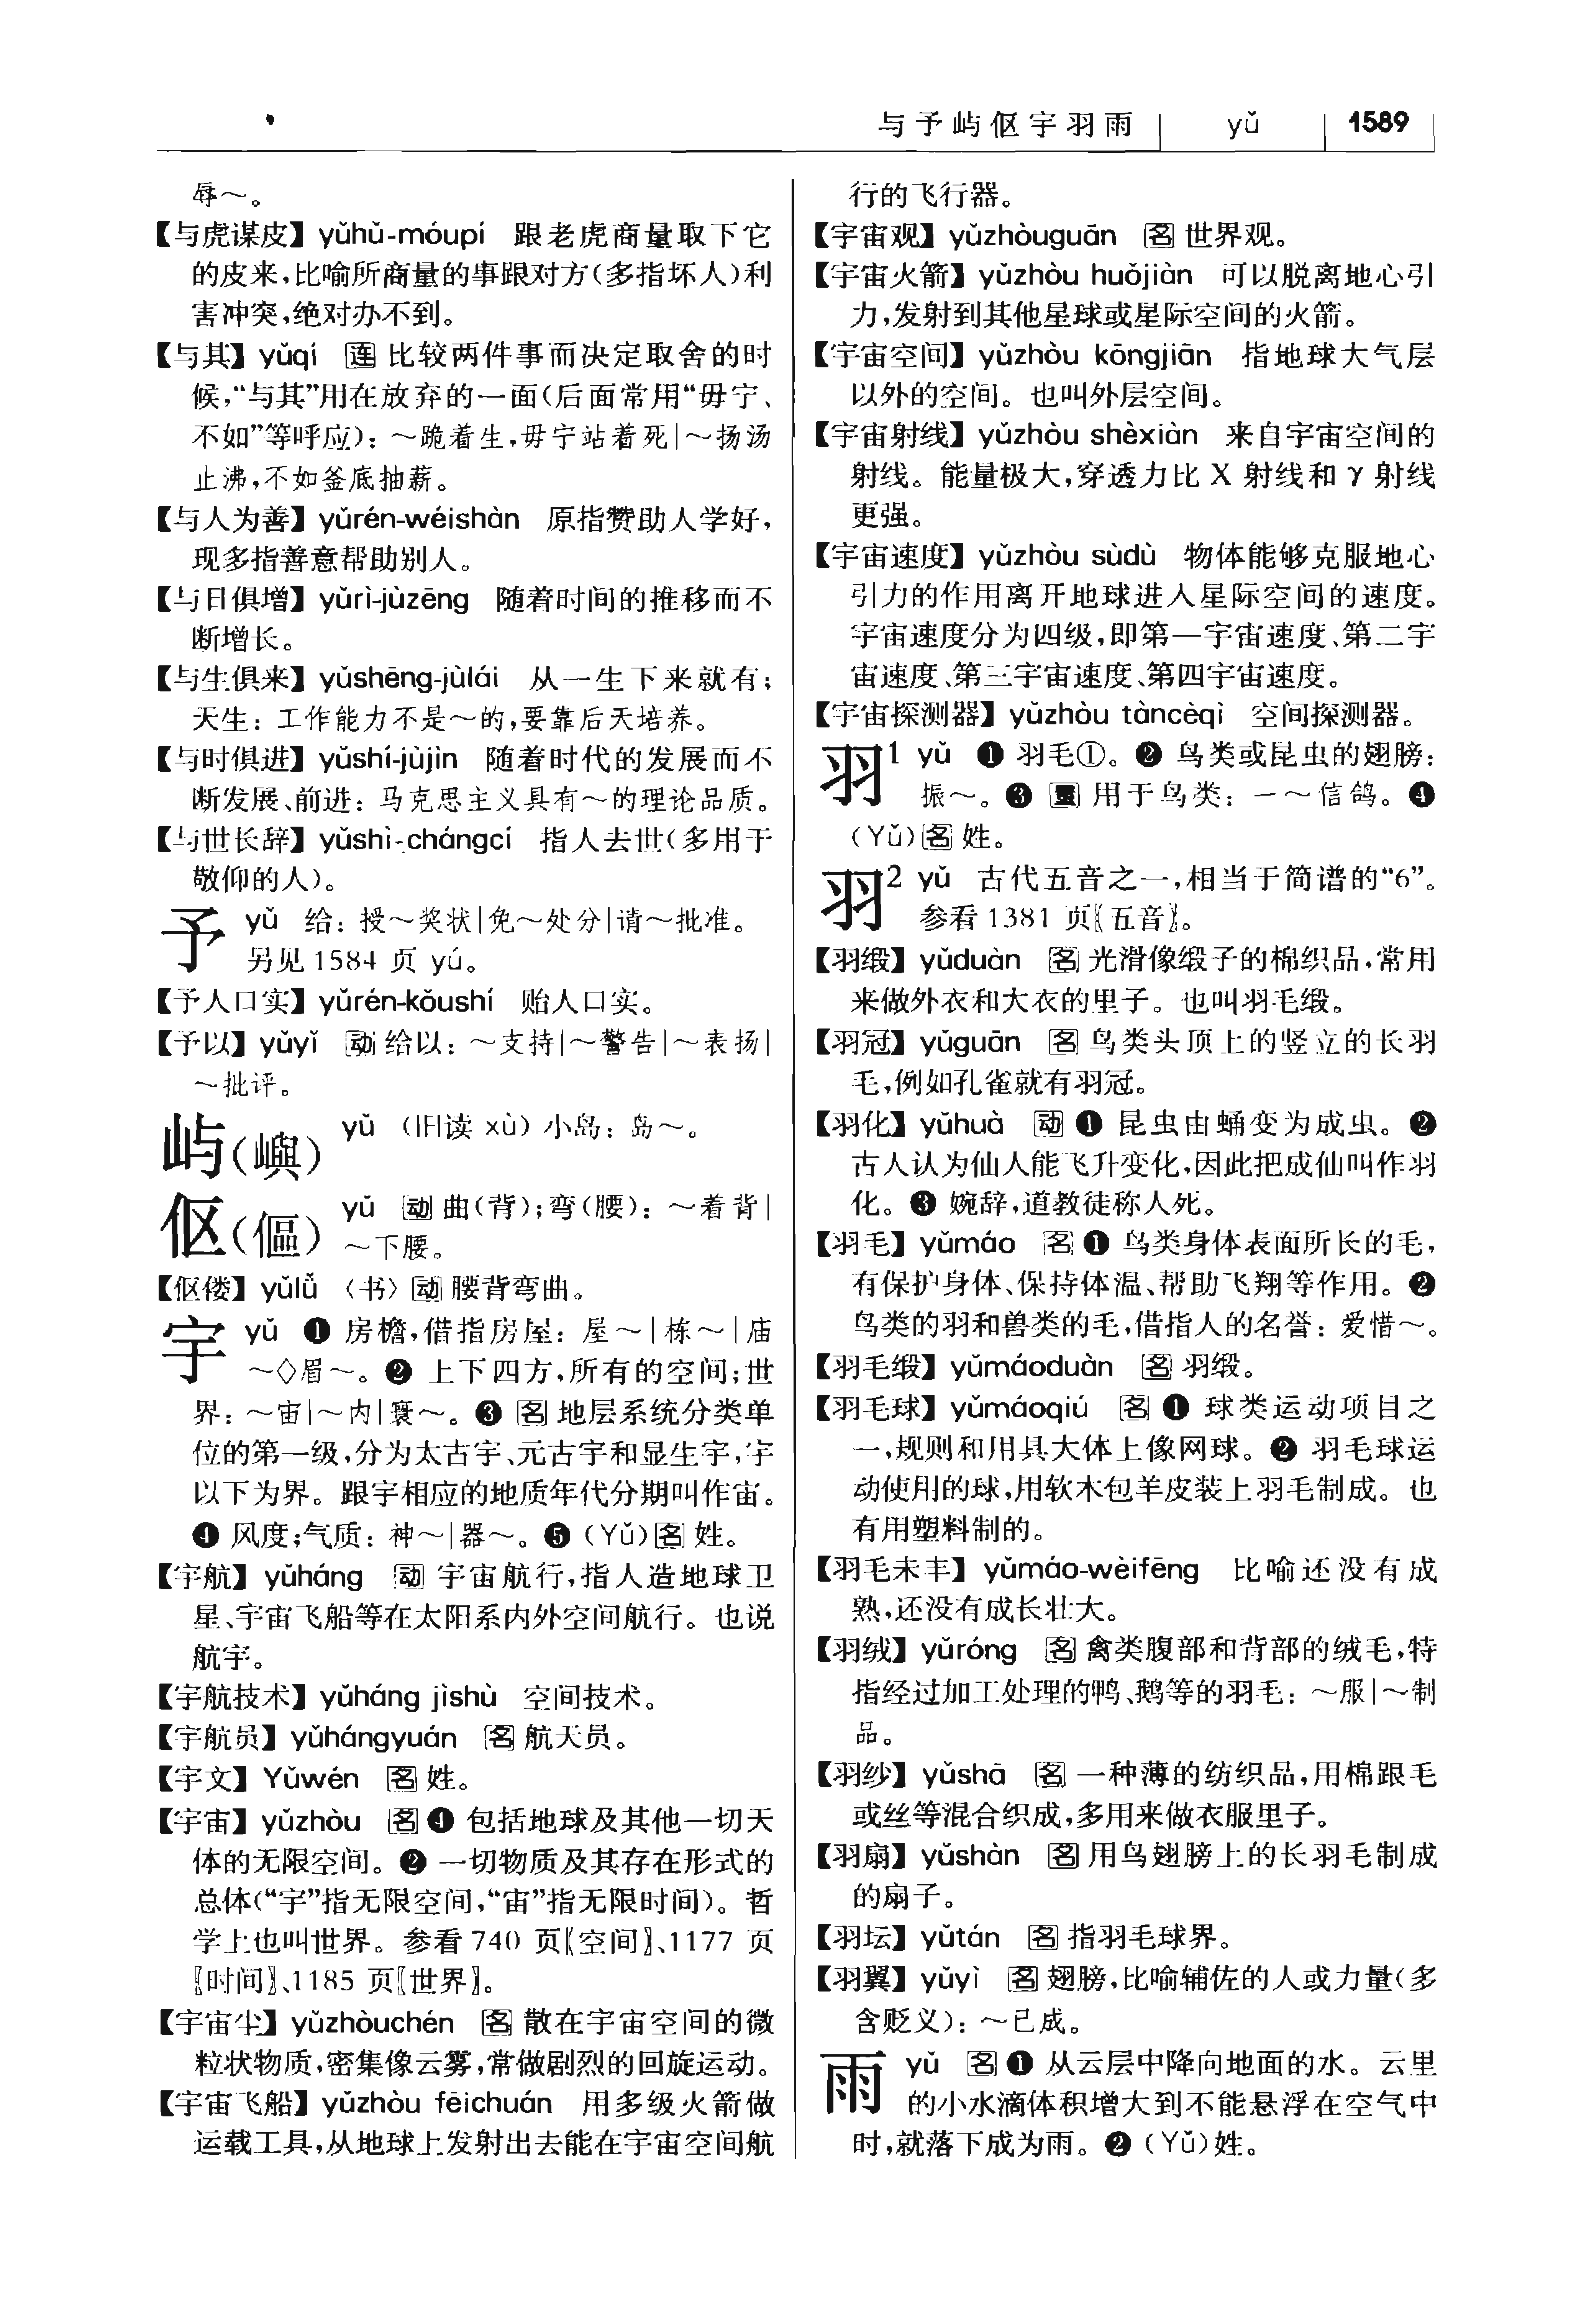 与予屿伛宇羽雨 yǔ 1589
辱～。
【与虎谋皮】yǔhǔ-móupí 跟老虎商量取下它
的皮来,比喻所商量的事跟对方(多指坏人)利
害冲突,绝对办不到。
【与其】yǔqí 连 比较两件事而决定取舍的时
候,“与其”用在放弃的一面(后面常用“毋宁、
不如”等呼应)：～跪着生,毋宁站着死|～扬汤
止沸,不如釜底抽薪。
【与人为善】yǔrén-wéishàn 原指赞助人学好,
现多指善意帮助别人。
【与日俱增】yǔrì-jùzēng 随着时间的推移而不
断增长。
【与生俱来】yǔshēng-jùlái 从一生下来就有;
天生：工作能力不是～的,要靠后天培养。
【与时俱进】yǔshí-jùjìn 随着时代的发展而不
断发展、前进：马克思主义具有～的理论品质。
【与世长辞】yǔshì-chángcí 指人去世(多用于
敬仰的人)。
予 yǔ 给：授～奖状|免～处分|请～批准。
另见1584 页 yú。
【予人口实】yǔrén-kǒushí 贻人口实。
【予以】yǔyǐ 动 给以：～支持|～警告|～表扬|
～批评。
屿(嶼) yǔ (旧读 xù) 小岛：岛～。
伛(傴) yǔ 动 曲(背);弯(腰)：～着背|
～下腰。
【伛偻】yǔlǚ 〈书〉动 腰背弯曲。
宇 yǔ ❶ 房檐,借指房屋：屋～|栋～|庙
～◇眉～。❷ 上下四方,所有的空间;世
界：～宙|～内|寰～。❸ 名 地层系统分类单
位的第一级,分为太古宇、元古宇和显生宇,宇
以下为界。跟宇相应的地质年代分期叫作宙。
❹ 风度;气质：神～|器～。❺ (Yǔ)名 姓。
【宇航】yǔháng 动 宇宙航行,指人造地球卫
星、宇宙飞船等在太阳系内外空间航行。也说
航宇。
【宇航技术】yǔháng jìshù 空间技术。
【宇航员】yǔhángyuán 名 航天员。
【宇文】Yǔwén 名 姓。
【宇宙】yǔzhòu 名 ❶ 包括地球及其他一切天
体的无限空间。❷ 一切物质及其存在形式的
总体(“宇”指无限空间,“宙”指无限时间)。哲
学上也叫世界。参看740 页〖空间〗、1177 页
〖时间〗、1185 页〖世界〗。
【宇宙尘】yǔzhòuchén 名 散在宇宙空间的微
粒状物质,密集像云雾,常做剧烈的回旋运动。
【宇宙飞船】yǔzhòu fēichuán 用多级火箭做
运载工具,从地球上发射出去能在宇宙空间航
行的飞行器。
【宇宙观】yǔzhòuguān 名 世界观。
【宇宙火箭】yǔzhòu huǒjiàn 可以脱离地心引
力,发射到其他星球或星际空间的火箭。
【宇宙空间】yǔzhòu kōngjiān 指地球大气层
以外的空间。也叫外层空间。
【宇宙射线】yǔzhòu shèxiàn 来自宇宙空间的
射线。能量极大,穿透力比 X 射线和 γ 射线
更强。
【宇宙速度】yǔzhòu sùdù 物体能够克服地心
引力的作用离开地球进入星际空间的速度。
宇宙速度分为四级,即第一宇宙速度、第二宇
宙速度、第三宇宙速度、第四宇宙速度。
【宇宙探测器】yǔzhòu tàncèqì 空间探测器。
羽1 yǔ ❶ 羽毛①。❷ 鸟类或昆虫的翅膀：
振～。❸ 量 用于鸟类：一～信鸽。❹
(Yǔ)名 姓。
羽2 yǔ 古代五音之一,相当于简谱的“6”。
参看1381 页〖五音〗。
【羽缎】yǔduàn 名 光滑像缎子的棉织品,常用
来做外衣和大衣的里子。也叫羽毛缎。
【羽冠】yǔguān 名 鸟类头顶上的竖立的长羽
毛,例如孔雀就有羽冠。
【羽化】yǔhuà 动 ❶ 昆虫由蛹变为成虫。❷
古人认为仙人能飞升变化,因此把成仙叫作羽
化。❸ 婉辞,道教徒称人死。
【羽毛】yǔmáo 名 ❶ 鸟类身体表面所长的毛,
有保护身体、保持体温、帮助飞翔等作用。❷
鸟类的羽和兽类的毛,借指人的名誉：爱惜～。
【羽毛缎】yǔmáoduàn 名 羽缎。
【羽毛球】yǔmáoqiú 名 ❶ 球类运动项目之
一,规则和用具大体上像网球。❷ 羽毛球运
动使用的球,用软木包羊皮装上羽毛制成。也
有用塑料制的。
【羽毛未丰】yǔmáo-wèifēng 比喻还没有成
熟,还没有成长壮大。
【羽绒】yǔróng 名 禽类腹部和背部的绒毛,特
指经过加工处理的鸭、鹅等的羽毛：～服|～制
品。
【羽纱】yǔshā 名 一种薄的纺织品,用棉跟毛
或丝等混合织成,多用来做衣服里子。
【羽扇】yǔshàn 名 用鸟翅膀上的长羽毛制成
的扇子。
【羽坛】yǔtán 名 指羽毛球界。
【羽翼】yǔyì 名 翅膀,比喻辅佐的人或力量(多
含贬义)：～已成。
雨 yǔ 名 ❶ 从云层中降向地面的水。云里
的小水滴体积增大到不能悬浮在空气中
时,就落下成为雨。❷ (Yǔ)姓。